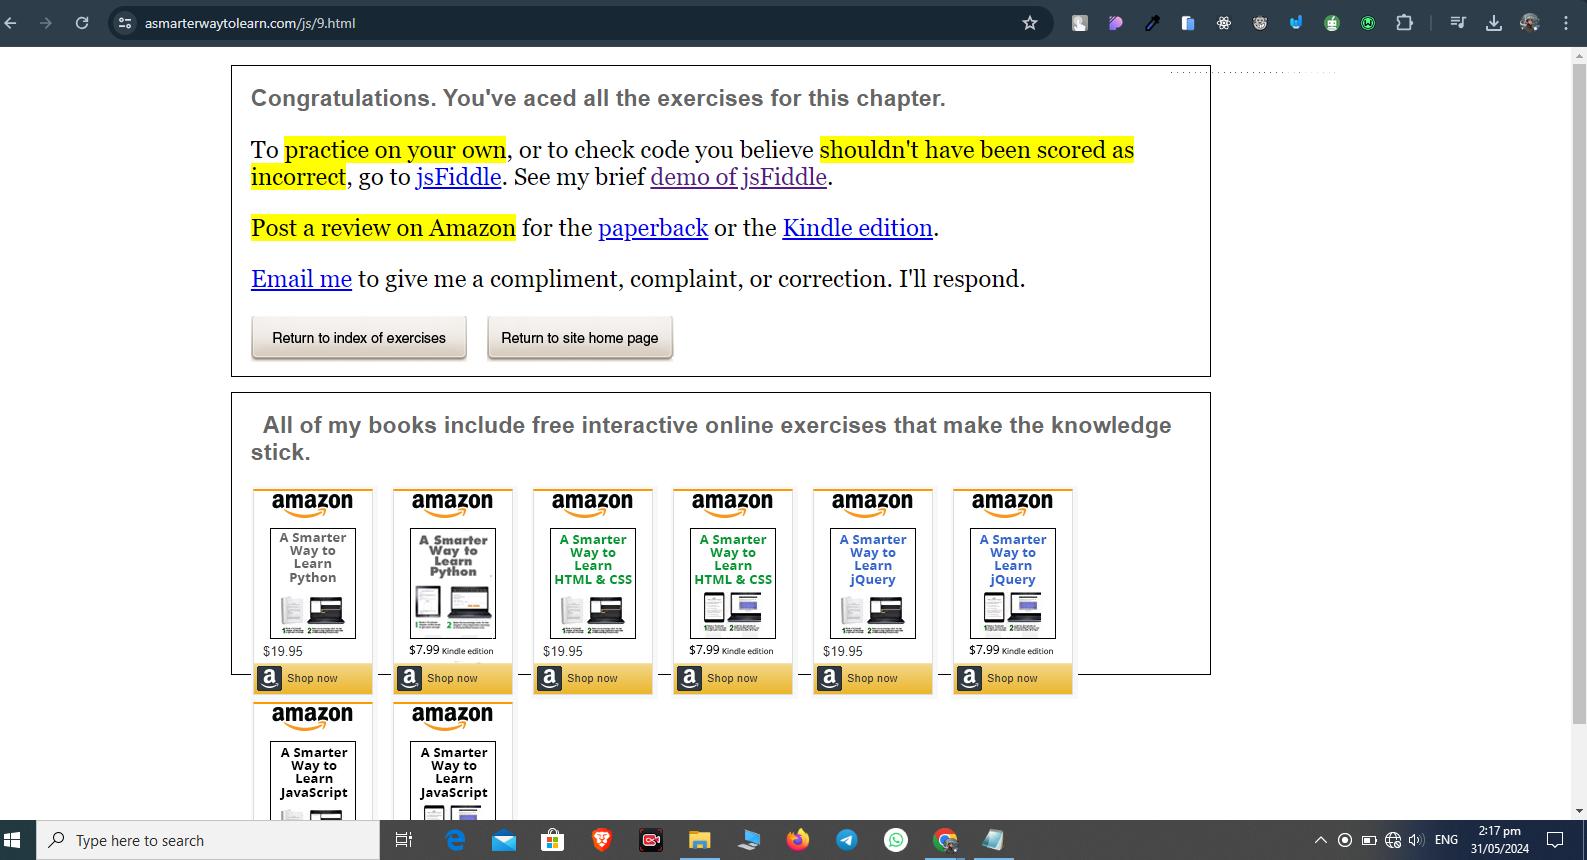 asmarterwaytolearn.com/js/9.html
Congratulations. You've aced all the exercises for this chapter.
To practice on your own, or to check code you believe shouldn't have been scored as
incorrect, go to jsFiddle. See my brief demo of jsFiddle.
Post a review on Amazon for the paperback or the Kindle edition.
Email me to give me a compliment, complaint, or correction. I'll respond.
Return to index of exercises Return to site home page
All of my books include free interactive online exercises that make the knowledge
stick.
amazon amazon amazon amazon amazon amazon
A Smarter A Smarter A Smarter A Smarter A Smarter A Smarter
Way to Way to Way to Way to Way to Way to
Learn Learn Learn Learn Learn Learn
Python Python HTML & CSS HTML & CSS jQuery jQuery
$19.95 $7.99 Kindle edition $19.95 $7.99 Kindle edition $19.95 $7.99 Kindle edition
a Shop now a Shop now a Shop now a Shop now a Shop now a Shop now
amazon amazon
A Smarter A Smarter
Way to Way to
Learn Learn
JavaScript JavaScript
Type here to search
ENG
2:17 pm
31/05/2024